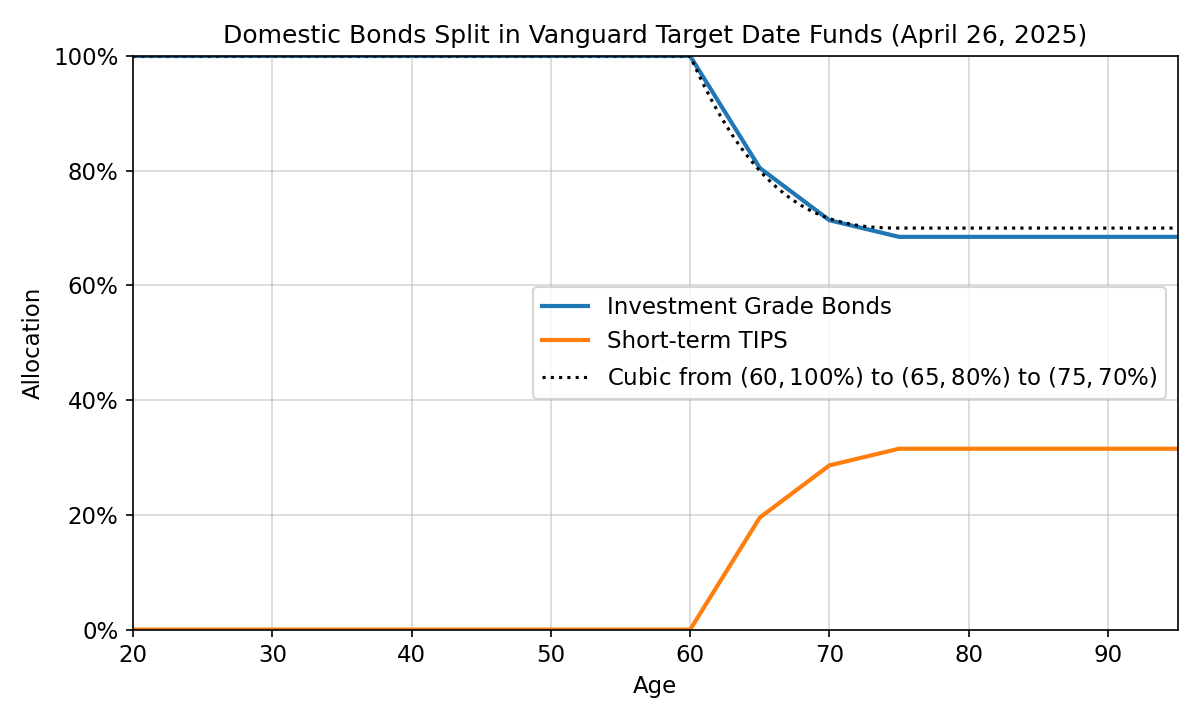 Domestic Bonds Split in Vanguard Target Date Funds (April 26, 2025)
100%
80%
60%
40%
20%
0%
Allocation
Investment Grade Bonds
Short-term TIPS
Cubic from (60, 100%) to (65, 80%) to (75, 70%)
20 30 40 50 60 70 80 90
Age